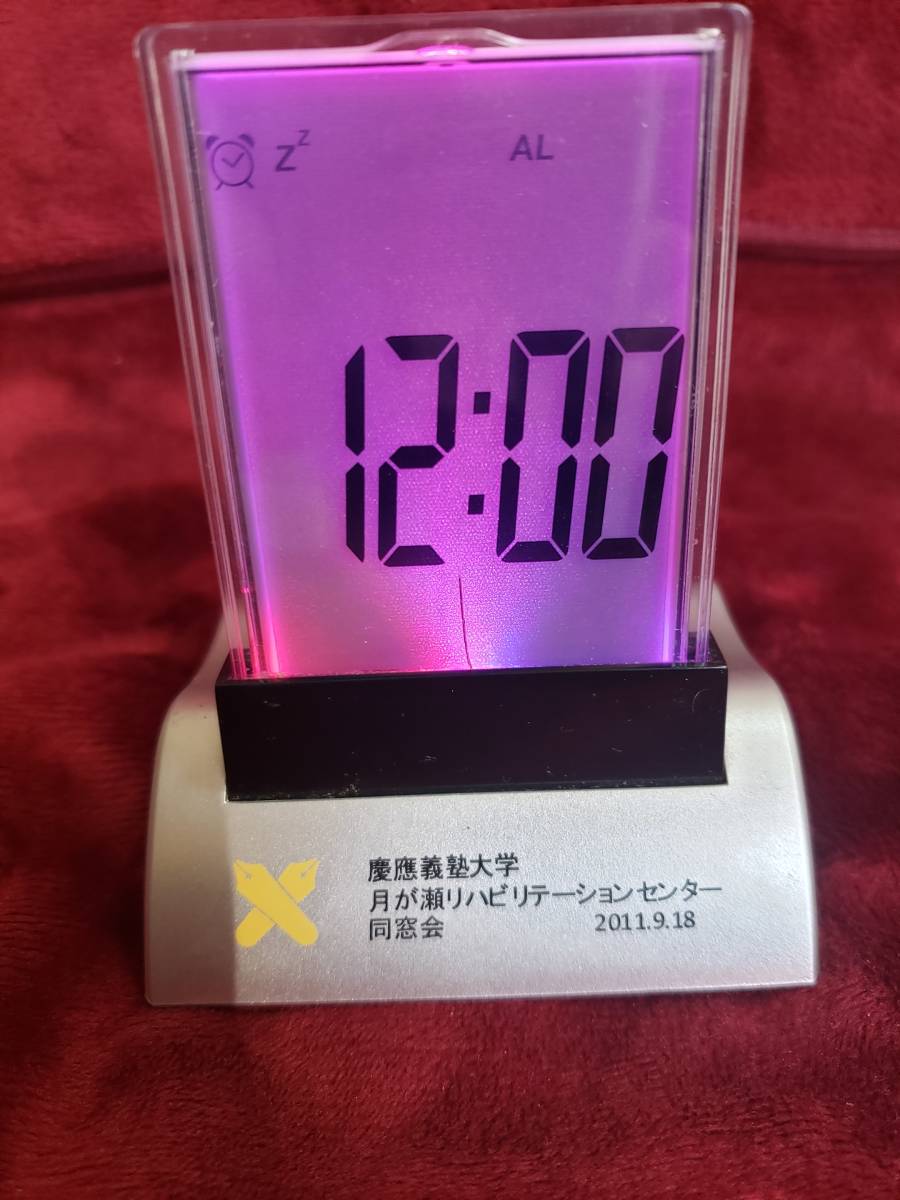 Zz AL
12:00
慶應義塾大学
月が瀬リハビリテーションセンター
同窓会 2011.9.18